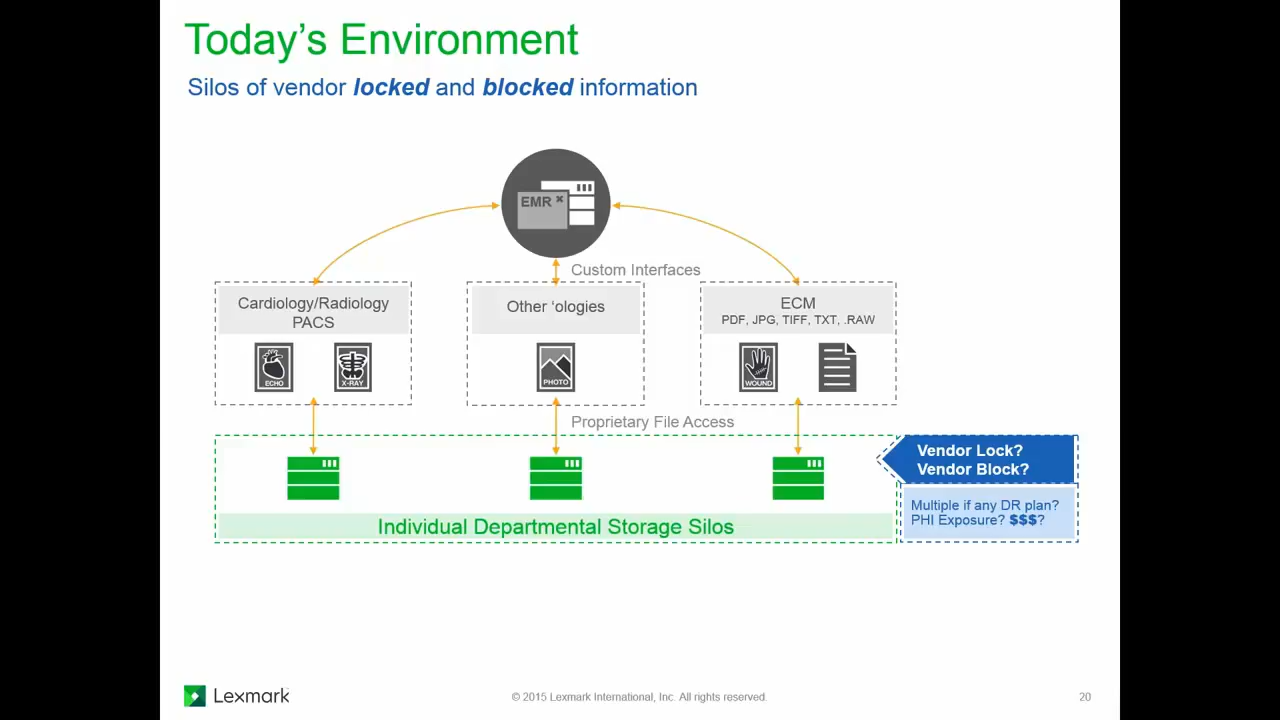 Today's Environment
Silos of vendor locked and blocked information
EMR
Custom Interfaces
Cardiology/Radiology
PACS
ECHO
X-RAY
Other ‘ologies
PHOTO
ECM
PDF, JPG, TIFF, TXT, .RAW
WOUND
Proprietary File Access
Individual Departmental Storage Silos
Vendor Lock?
Vendor Block?
Multiple if any DR plan?
PHI Exposure? $$$?
Lexmark
© 2015 Lexmark International, Inc. All rights reserved.
20